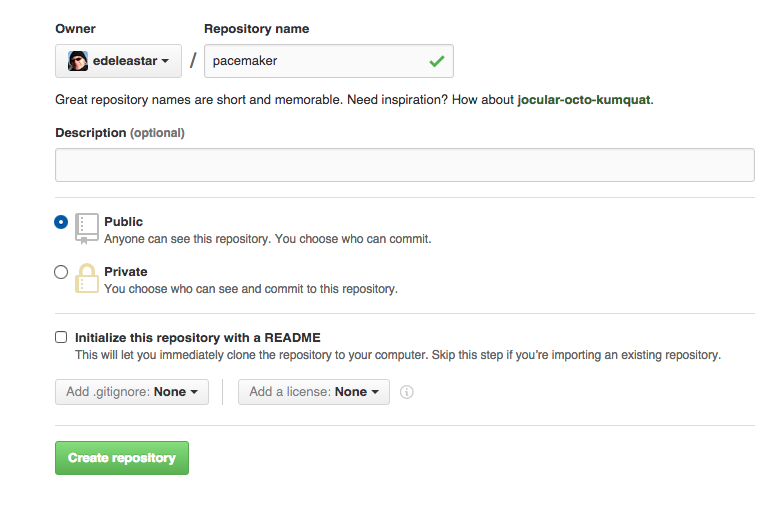 Owner
Repository name
edeleastar / pacemaker
Great repository names are short and memorable. Need inspiration? How about jocular-octo-kumquat.
Description (optional)
Public
Anyone can see this repository. You choose who can commit.
Private
You choose who can see and commit to this repository.
Initialize this repository with a README
This will let you immediately clone the repository to your computer. Skip this step if you're importing an existing repository.
Add .gitignore: None
Add a license: None
Create repository